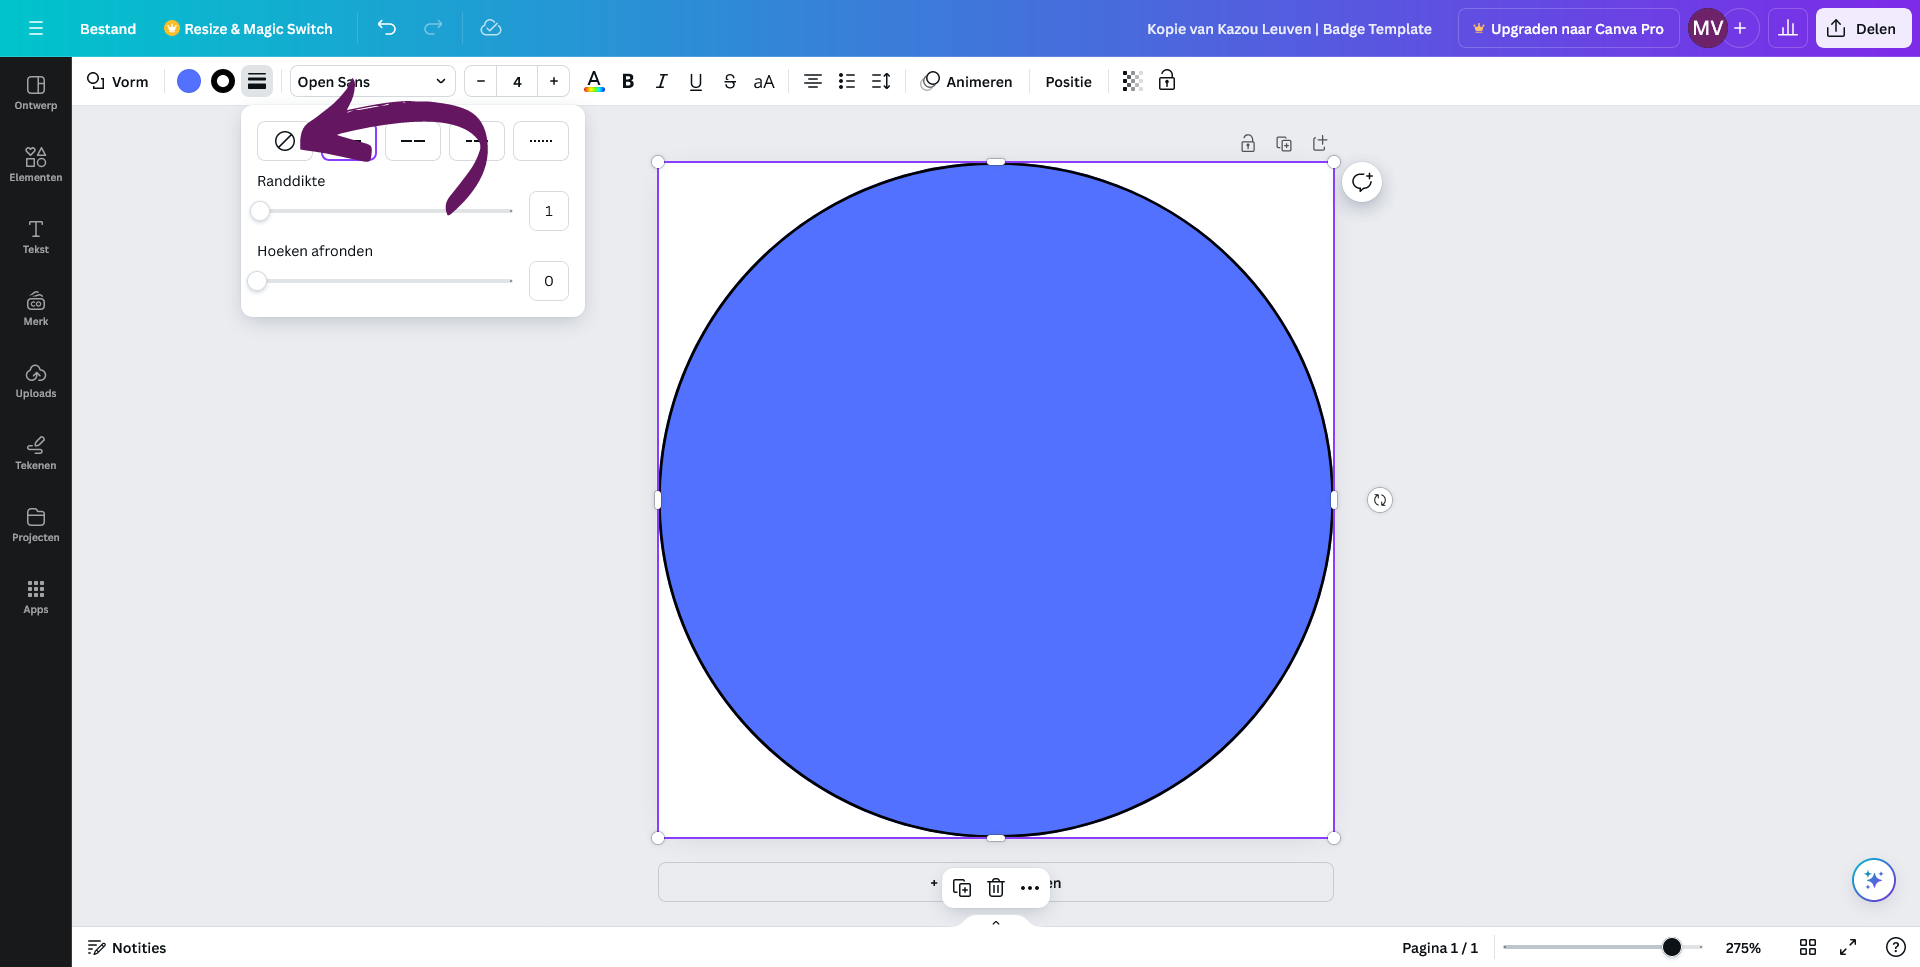 Bestand
Resize & Magic Switch
Kopie van Kazou Leuven | Badge Template
Upgraden naar Canva Pro
MV
+
Delen
Vorm
Open Sans
− 4 +
A
B
I
U
S
aA
Animeren
Positie
Ontwerp
Elementen
Tekst
CO
Merk
Uploads
Tekenen
Projecten
Apps
Randdikte
1
Hoeken afronden
0
+
en
Notities
Pagina 1 / 1
275%
?